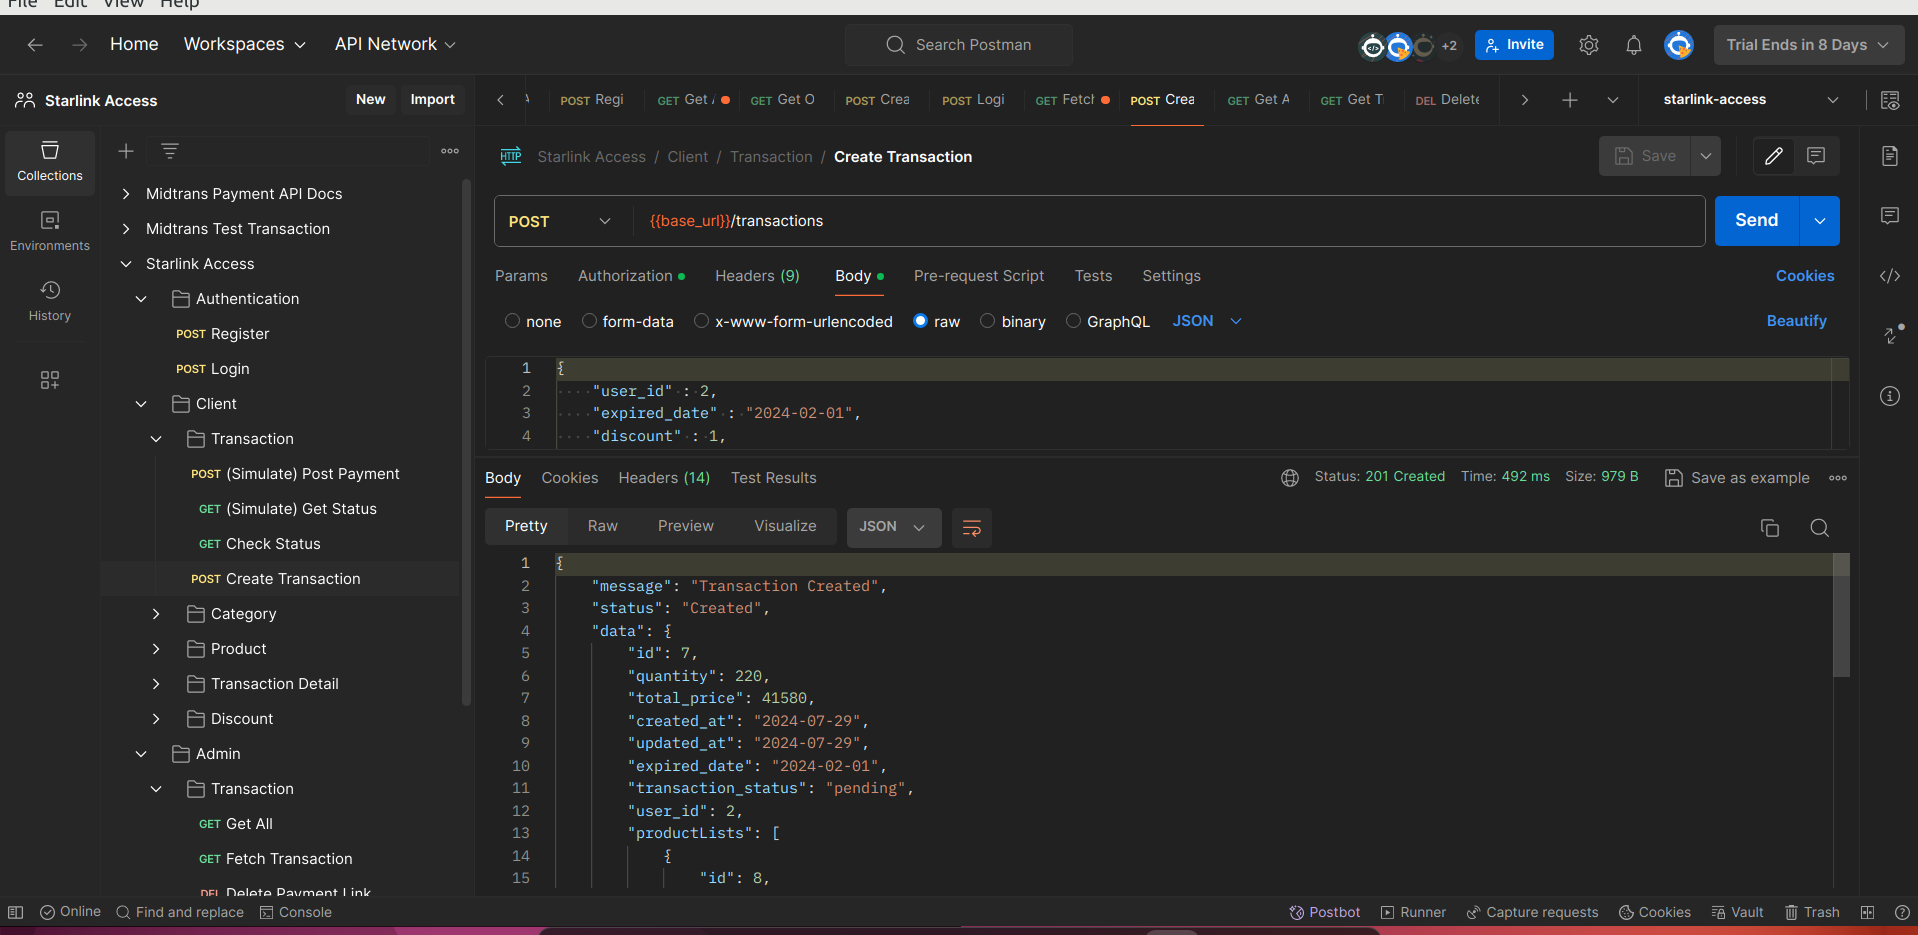 File Edit View Help
Home Workspaces API Network Search Postman +2 Invite Trial Ends in 8 Days
Starlink Access New Import
POST Regi GET Get GET Get O POST Crea POST Logi GET Fetch POST Crea GET Get A GET Get T DEL Delete starlink-access
Collections
Environments
History
Midtrans Payment API Docs
Midtrans Test Transaction
Starlink Access
Authentication
POST Register
POST Login
Client
Transaction
POST (Simulate) Post Payment
GET (Simulate) Get Status
GET Check Status
POST Create Transaction
Category
Product
Transaction Detail
Discount
Admin
Transaction
GET Get All
GET Fetch Transaction
DEL Delete Payment Link
HTTP Starlink Access / Client / Transaction / Create Transaction Save
POST {{base_url}}/transactions Send
Params Authorization Headers (9) Body Pre-request Script Tests Settings Cookies
none form-data x-www-form-urlencoded raw binary GraphQL JSON Beautify
1 {
2 "user_id" : 2,
3 "expired_date" : "2024-02-01",
4 "discount" : 1,
Body Cookies Headers (14) Test Results Status: 201 Created Time: 492 ms Size: 979 B Save as example
Pretty Raw Preview Visualize JSON
1 {
2 "message": "Transaction Created",
3 "status": "Created",
4 "data": {
5 "id": 7,
6 "quantity": 220,
7 "total_price": 41580,
8 "created_at": "2024-07-29",
9 "updated_at": "2024-07-29",
10 "expired_date": "2024-02-01",
11 "transaction_status": "pending",
12 "user_id": 2,
13 "productLists": [
14 {
15 "id": 8,
Online Find and replace Console Postbot Runner Capture requests Cookies Vault Trash